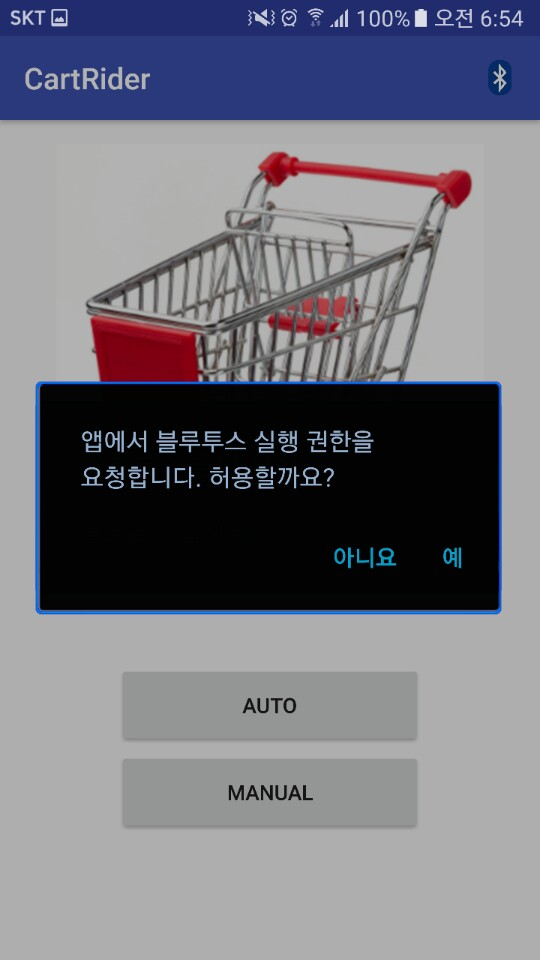 SKT 100% 오전 6:54
CartRider
앱에서 블루투스 실행 권한을
요청합니다. 허용할까요?
아니요 예
AUTO
MANUAL